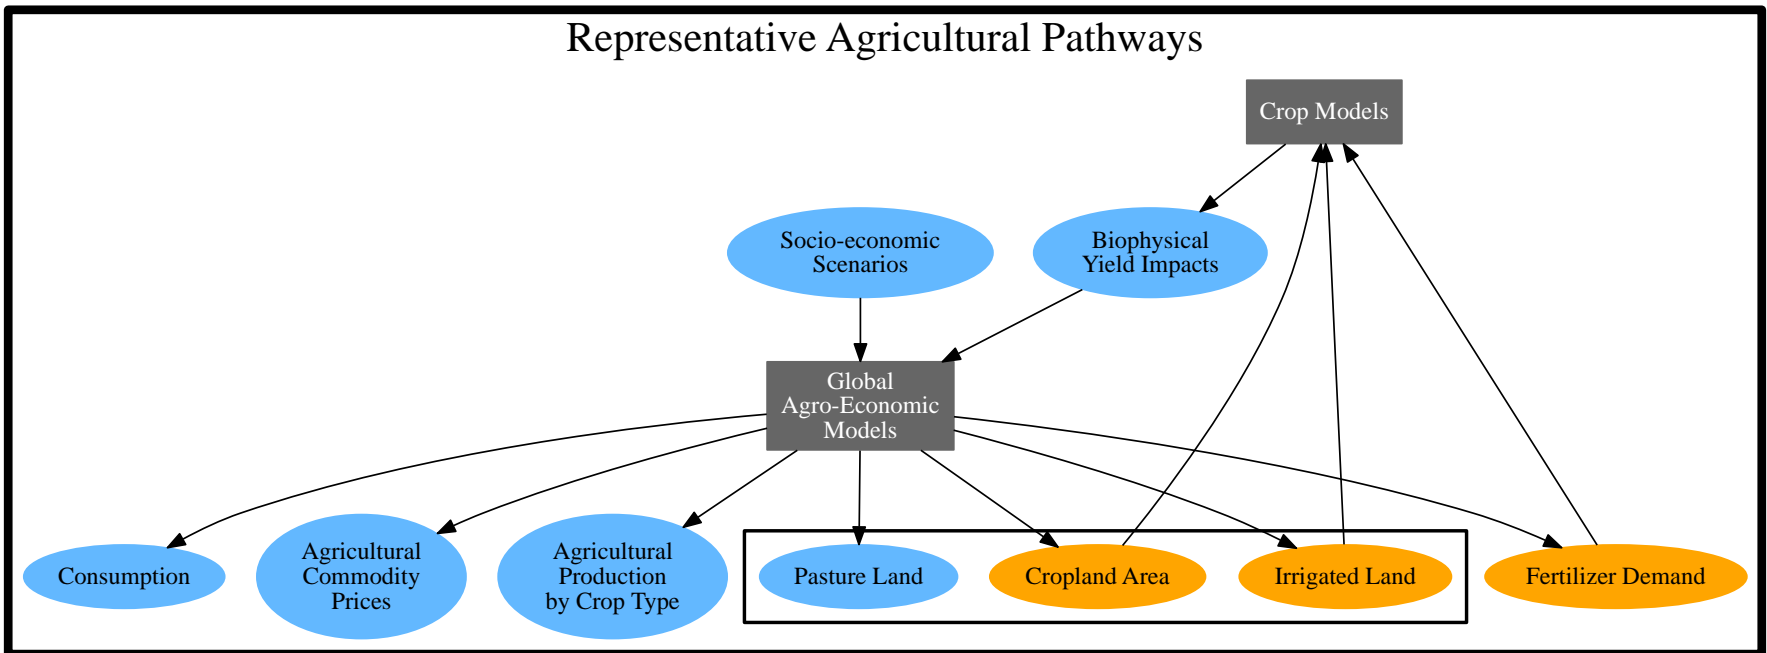 Representative Agricultural Pathways
Crop Models
Socio-economic
Scenarios
Biophysical
Yield Impacts
Global
Agro-Economic
Models
Consumption
Agricultural
Commodity
Prices
Agricultural
Production
by Crop Type
Pasture Land
Cropland Area
Irrigated Land
Fertilizer Demand